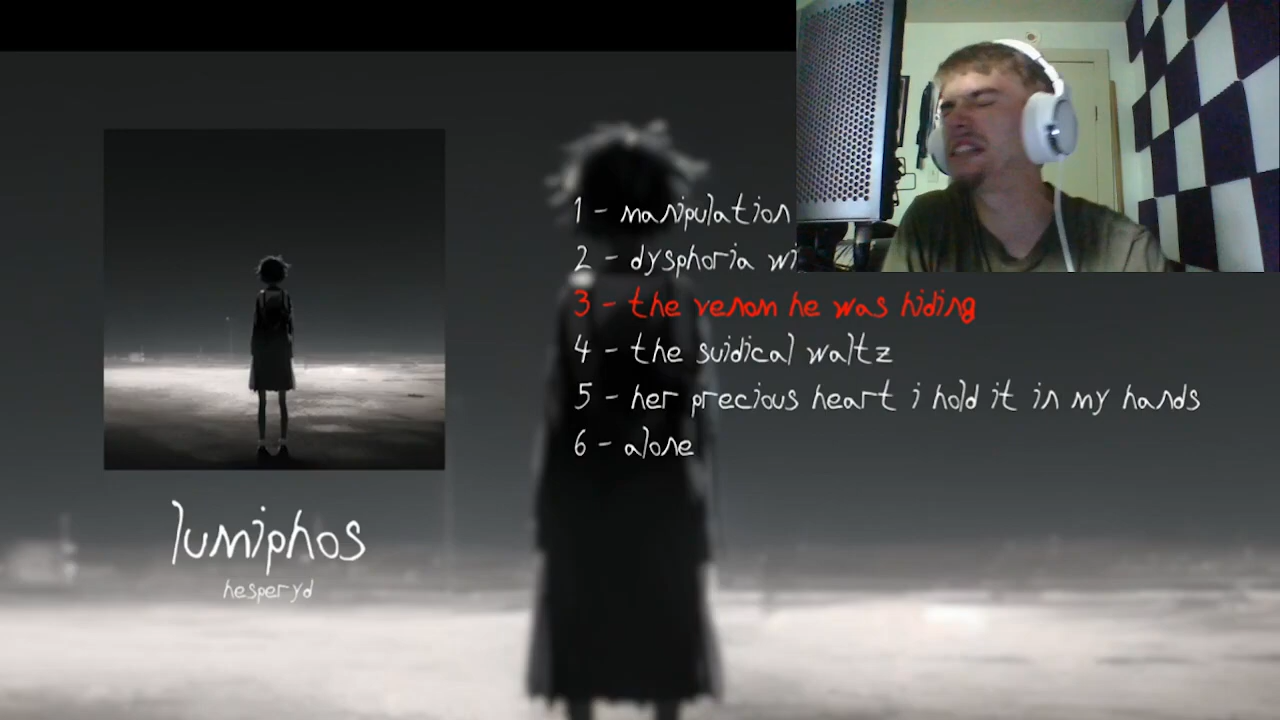 1 - manipulation
2 - dysphoria
3 - the venom he was hiding
4 - the suidical waltz
5 - her precious heart i hold it in my hands
6 - alone
lumiphos
hesperyd